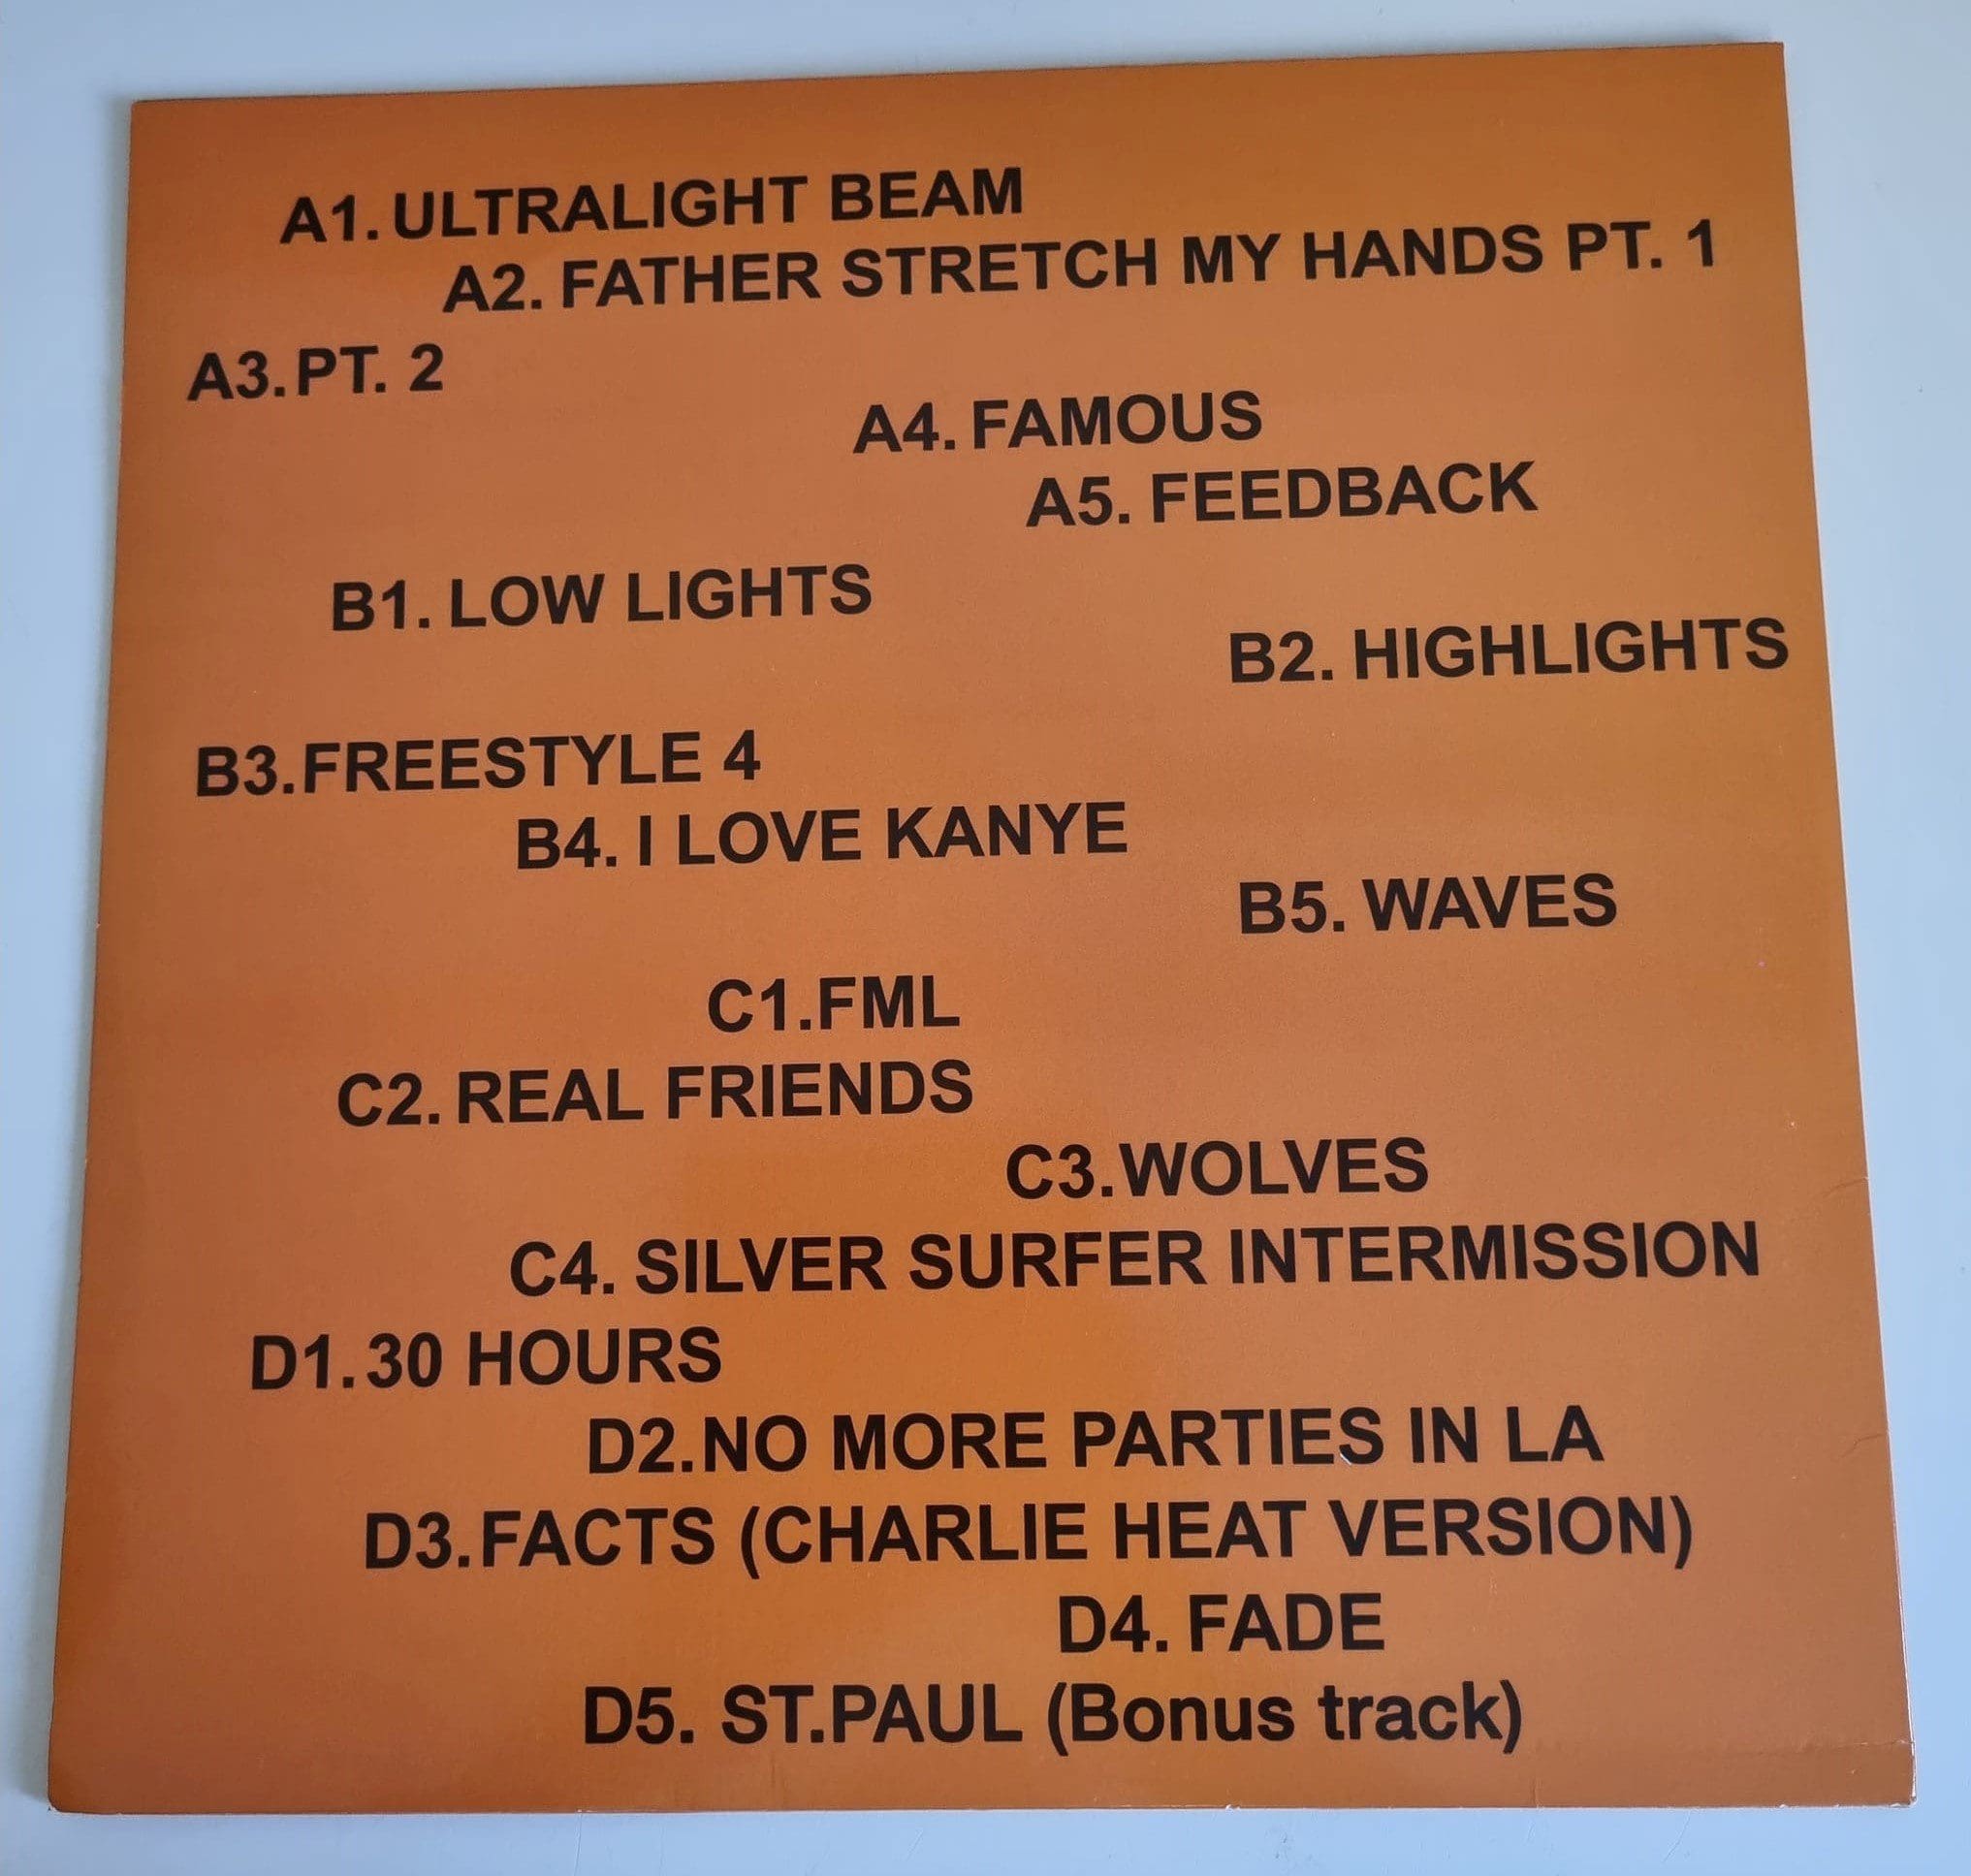 A1. ULTRALIGHT BEAM
A2. FATHER STRETCH MY HANDS PT. 1
A3.PT. 2
A4. FAMOUS
A5. FEEDBACK
B1. LOW LIGHTS
B2. HIGHLIGHTS
B3.FREESTYLE 4
B4. I LOVE KANYE
B5. WAVES
C1.FML
C2. REAL FRIENDS
C3.WOLVES
C4. SILVER SURFER INTERMISSION
D1.30 HOURS
D2.NO MORE PARTIES IN LA
D3.FACTS (CHARLIE HEAT VERSION)
D4. FADE
D5. ST.PAUL (Bonus track)